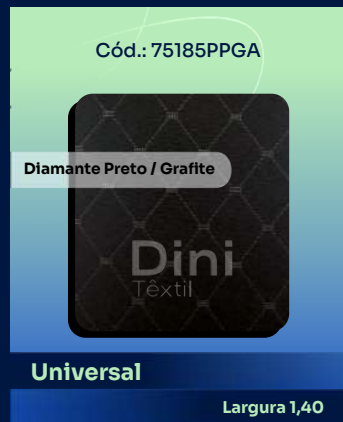 Cód.: 75185PPGA
Diamante Preto / Grafite
Dini
Têxtil
Universal
Largura 1,40